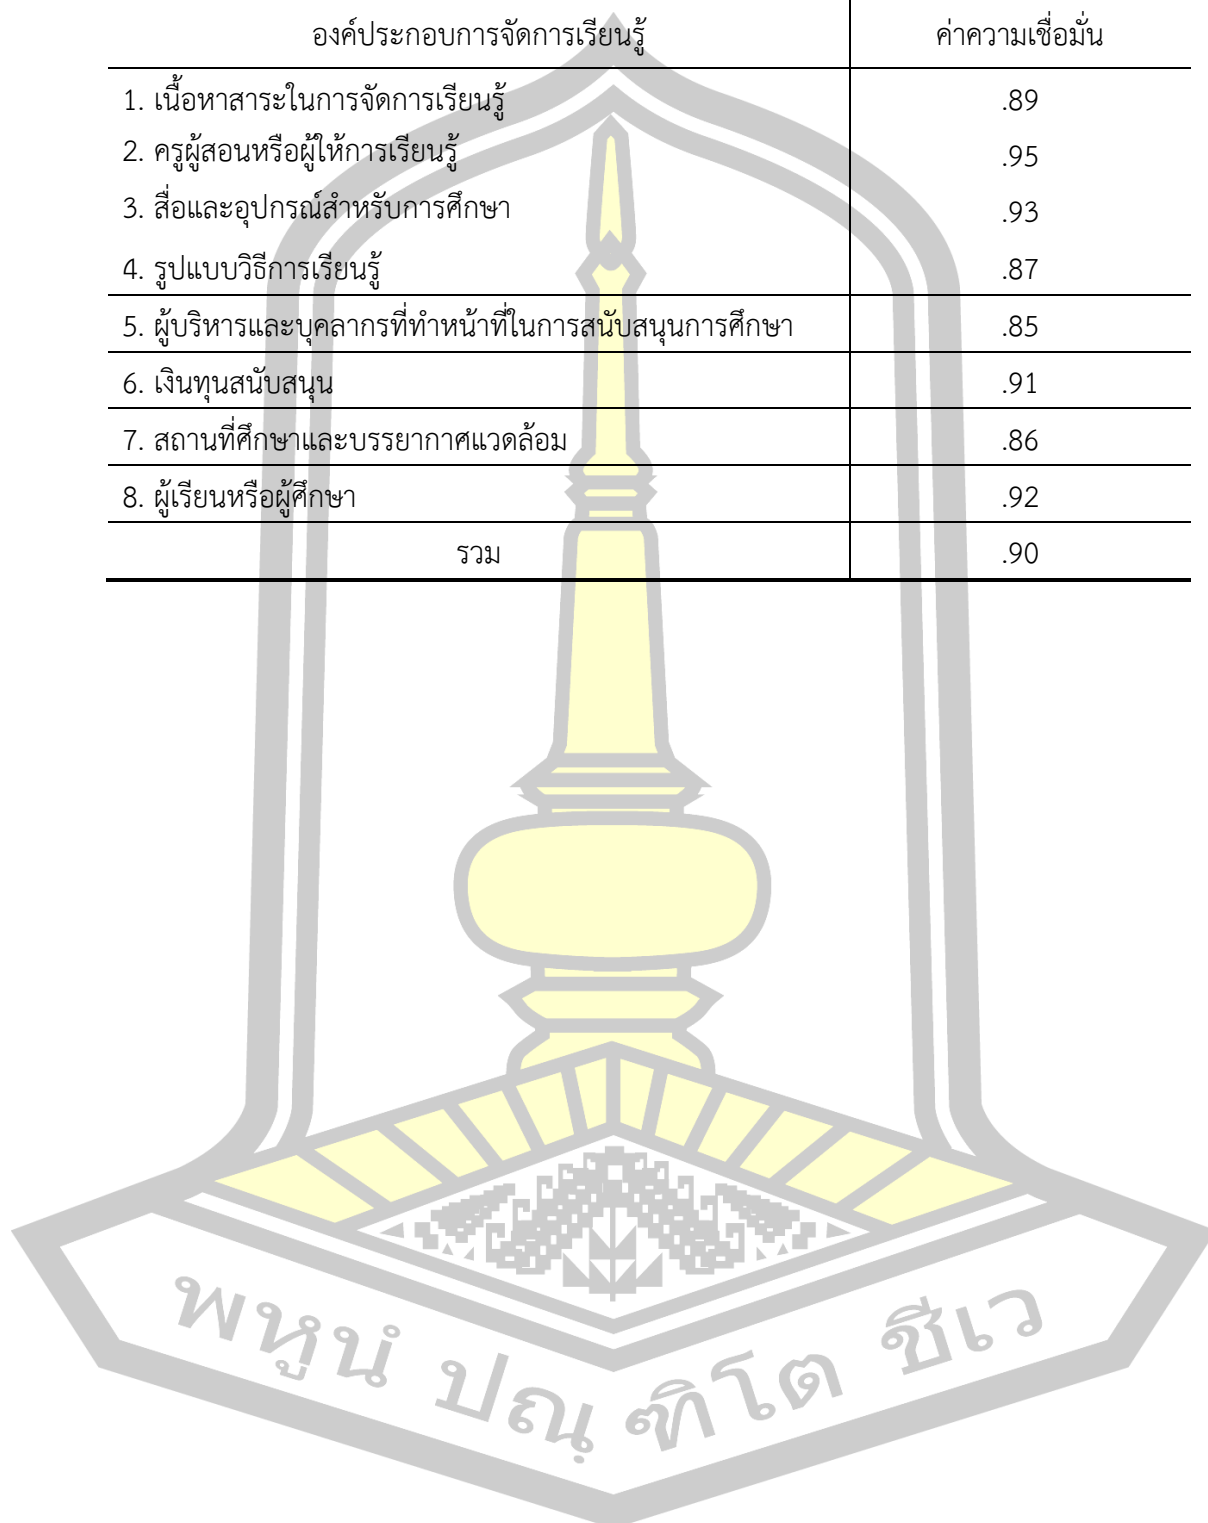 องค์ประกอบการจัดการเรียนรู้ ค่าความเชื่อมั่น
1. เนื้อหาสาระในการจัดการเรียนรู้ .89
2. ครูผู้สอนหรือผู้ให้การเรียนรู้ .95
3. สื่อและอุปกรณ์สำหรับการศึกษา .93
4. รูปแบบวิธีการเรียนรู้ .87
5. ผู้บริหารและบุคลากรที่ทำหน้าที่ในการสนับสนุนการศึกษา .85
6. เงินทุนสนับสนุน .91
7. สถานที่ศึกษาและบรรยากาศแวดล้อม .86
8. ผู้เรียนหรือผู้ศึกษา .92
รวม .90
พหูนํ ปณฺฑิโต ชีเว